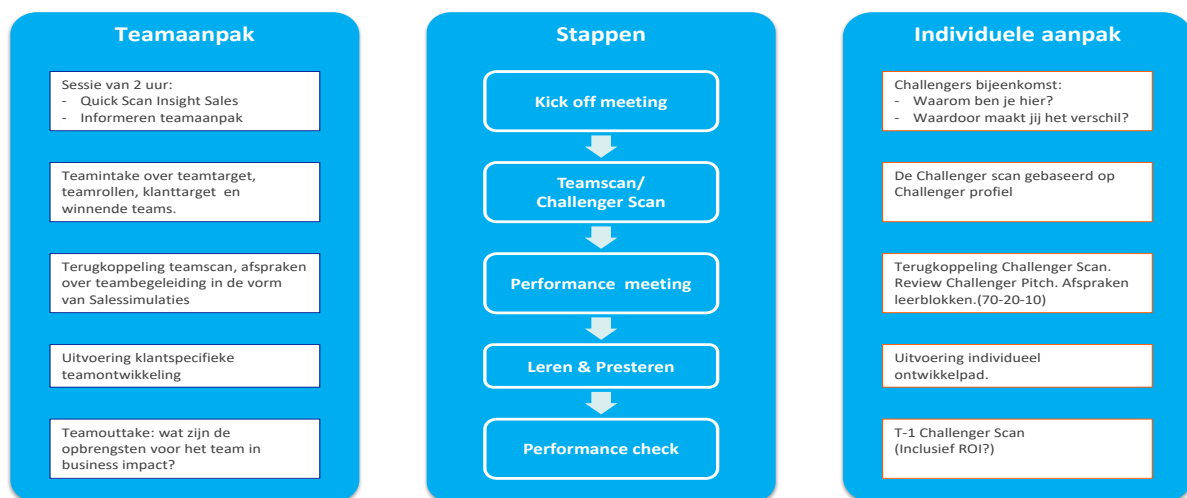 Teamaanpak
Sessie van 2 uur:
- Quick Scan Insight Sales
- Informeren teamaanpak
Teamintake over teamtarget,
teamrollen, klanttarget en
winnende teams.
Terugkoppeling teamscan, afspraken
over teambegeleiding in de vorm
van Salessimulaties
Uitvoering klantspecifieke
teamontwikkeling
Teamouttake: wat zijn de
opbrengsten voor het team in
business impact?
Stappen
Kick off meeting
Teamscan/
Challenger Scan
Performance meeting
Leren & Presteren
Performance check
Individuele aanpak
Challengers bijeenkomst:
- Waarom ben je hier?
- Waardoor maakt jij het verschil?
De Challenger scan gebaseerd op
Challenger profiel
Terugkoppeling Challenger Scan.
Review Challenger Pitch. Afspraken
leerblokken.(70-20-10)
Uitvoering individueel
ontwikkelpad.
T-1 Challenger Scan
(Inclusief ROI?)